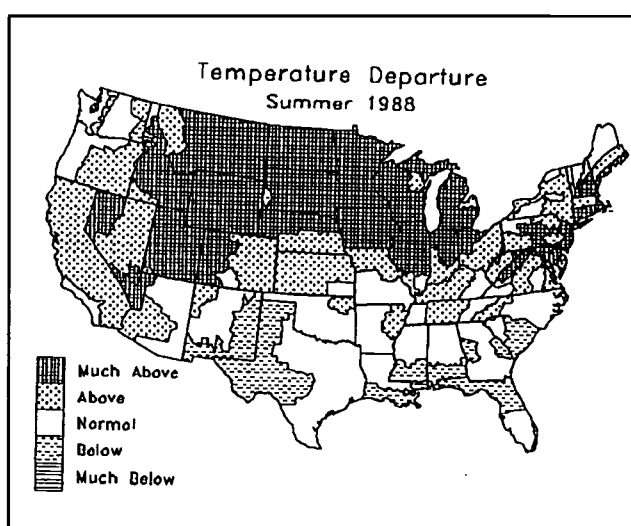 Temperature Departure
Summer 1988
Much Above
Above
Normal
Below
Much Below